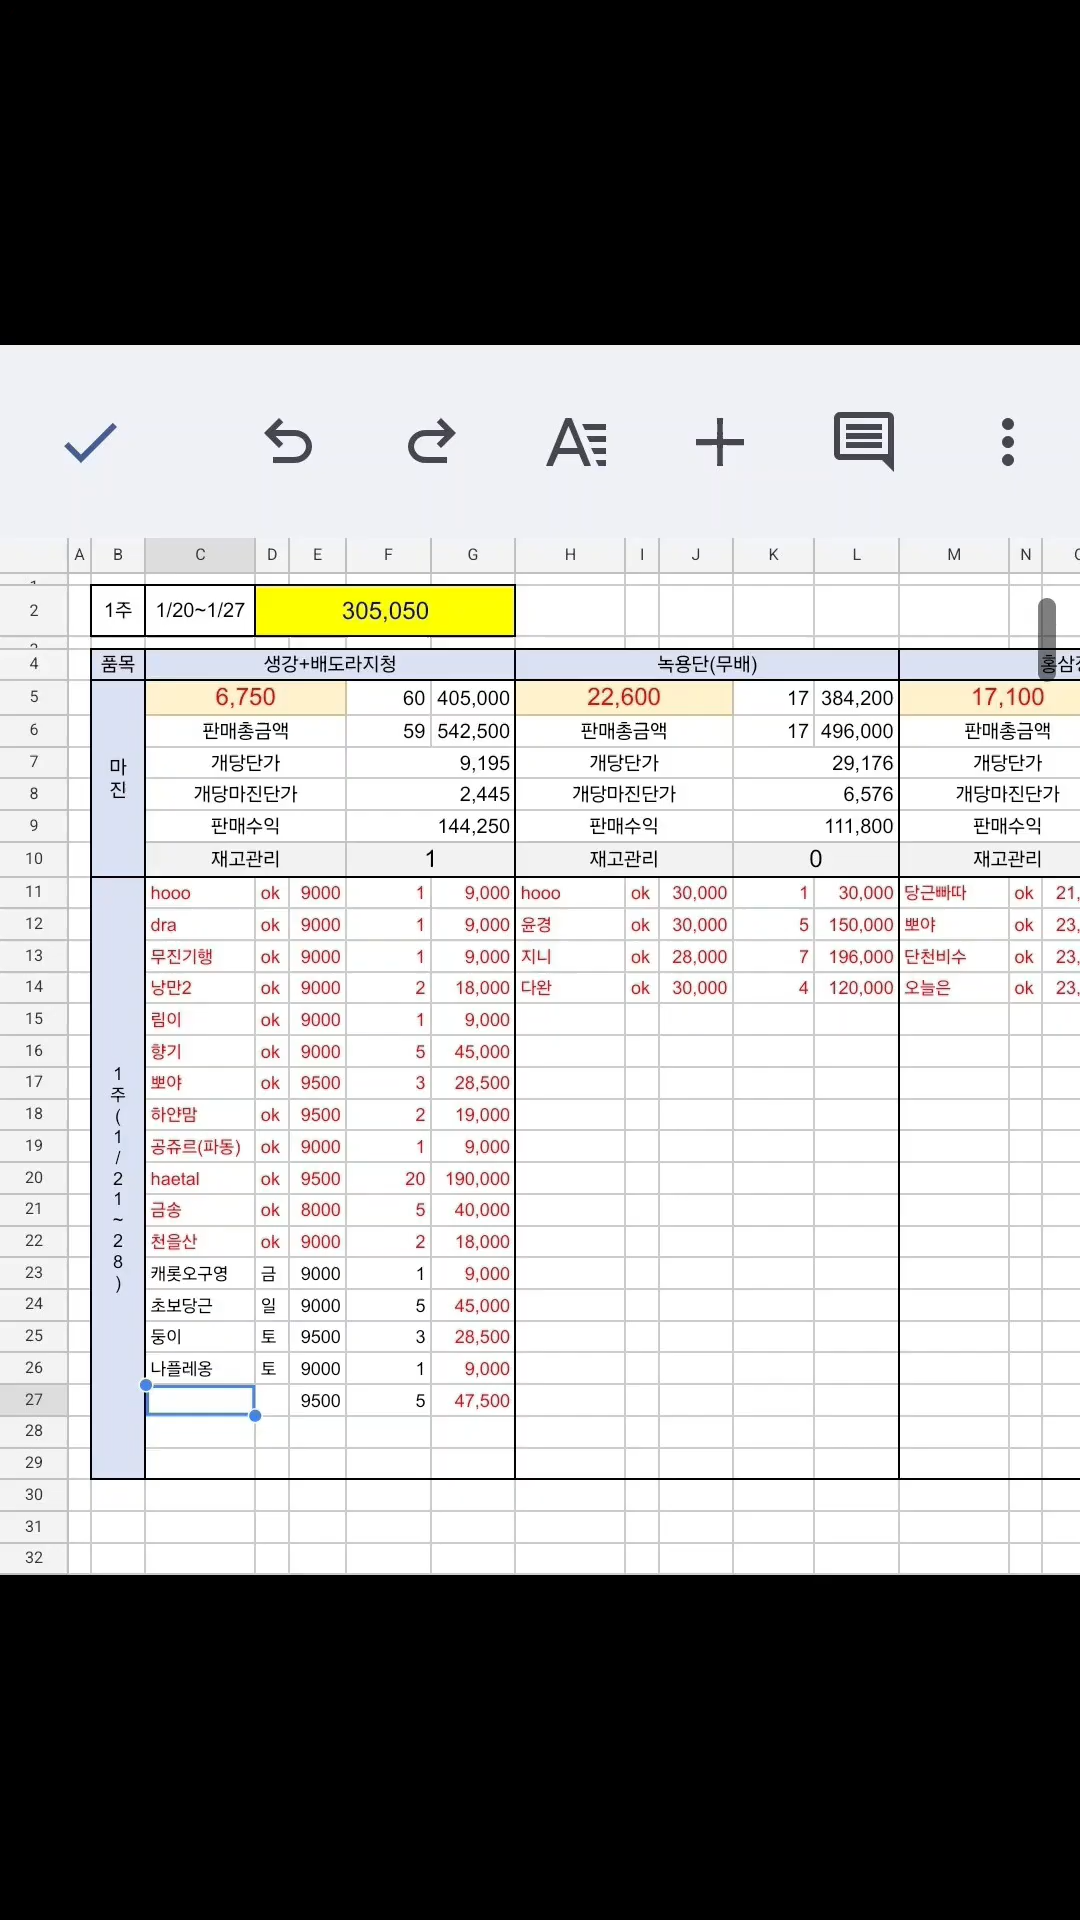 A B C D E F G H I J K L M N
2 1주 1/20~1/27 305,050
4 품목 생강+배도라지청 녹용단(무배) 홍삼
5 6,750 60 405,000 22,600 17 384,200 17,100
6 판매총금액 59 542,500 판매총금액 17 496,000 판매총금액
7 개당단가 9,195 개당단가 29,176 개당단가
마진
8 개당마진단가 2,445 개당마진단가 6,576 개당마진단가
9 판매수익 144,250 판매수익 111,800 판매수익
10 재고관리 1 재고관리 0 재고관리
11 hooo ok 9000 1 9,000 hooo ok 30,000 1 30,000 당근빠따 ok 21,
12 dra ok 9000 1 9,000 윤경 ok 30,000 5 150,000 뽀야 ok 23,
13 무진기행 ok 9000 1 9,000 지니 ok 28,000 7 196,000 단천비수 ok 23,
14 낭만2 ok 9000 2 18,000 다완 ok 30,000 4 120,000 오늘은 ok 23,
15 림이 ok 9000 1 9,000
16 향기 ok 9000 5 45,000
17 뽀야 ok 9500 3 28,500
18 하얀맘 ok 9500 2 19,000
19 공쥬르(파동) ok 9000 1 9,000
1주(1/21~28)
20 haetal ok 9500 20 190,000
21 금송 ok 8000 5 40,000
22 천을산 ok 9000 2 18,000
23 캐롯오구영 금 9000 1 9,000
24 초보당근 일 9000 5 45,000
25 둥이 토 9500 3 28,500
26 나플레옹 토 9000 1 9,000
27 9500 5 47,500
28
29
30
31
32